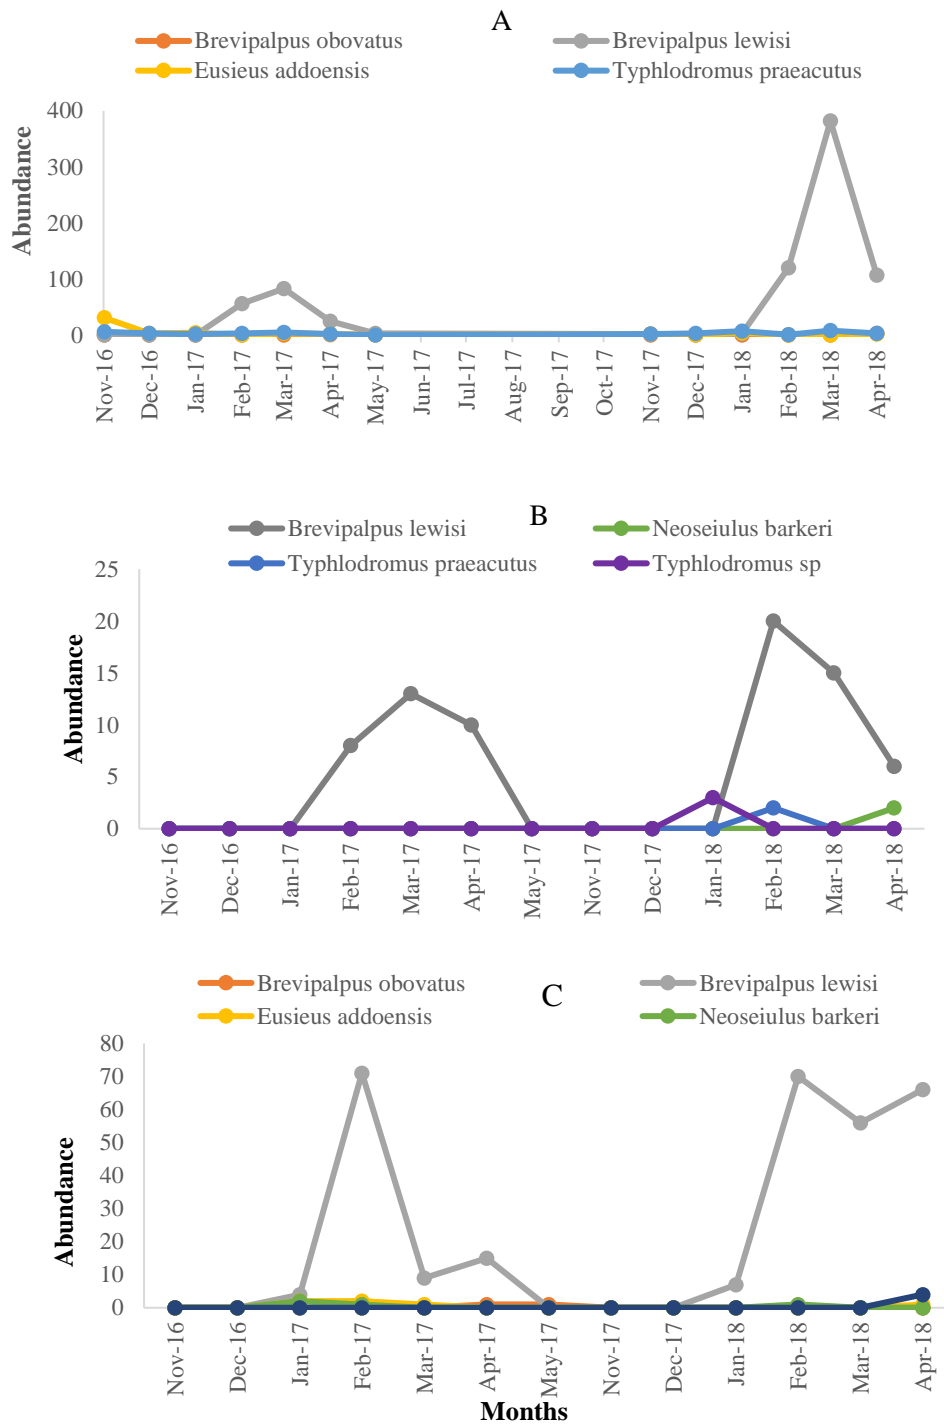 A
Brevipalpus obovatus Brevipalpus lewisi
Eusieus addoensis Typhlodromus praeacutus
400
300
200
100
0
Abundance
Nov-16 Dec-16 Jan-17 Feb-17 Mar-17 Apr-17 May-17 Jun-17 Jul-17 Aug-17 Sep-17 Oct-17 Nov-17 Dec-17 Jan-18 Feb-18 Mar-18 Apr-18
B
Brevipalpus lewisi Neoseiulus barkeri
Typhlodromus praeacutus Typhlodromus sp
25
20
15
10
5
0
Abundance
Nov-16 Dec-16 Jan-17 Feb-17 Mar-17 Apr-17 May-17 Nov-17 Dec-17 Jan-18 Feb-18 Mar-18 Apr-18
C
Brevipalpus obovatus Brevipalpus lewisi
Eusieus addoensis Neoseiulus barkeri
80
70
60
50
40
30
20
10
0
Abundance
Nov-16 Dec-16 Jan-17 Feb-17 Mar-17 Apr-17 May-17 Nov-17 Dec-17 Jan-18 Feb-18 Mar-18 Apr-18
Months